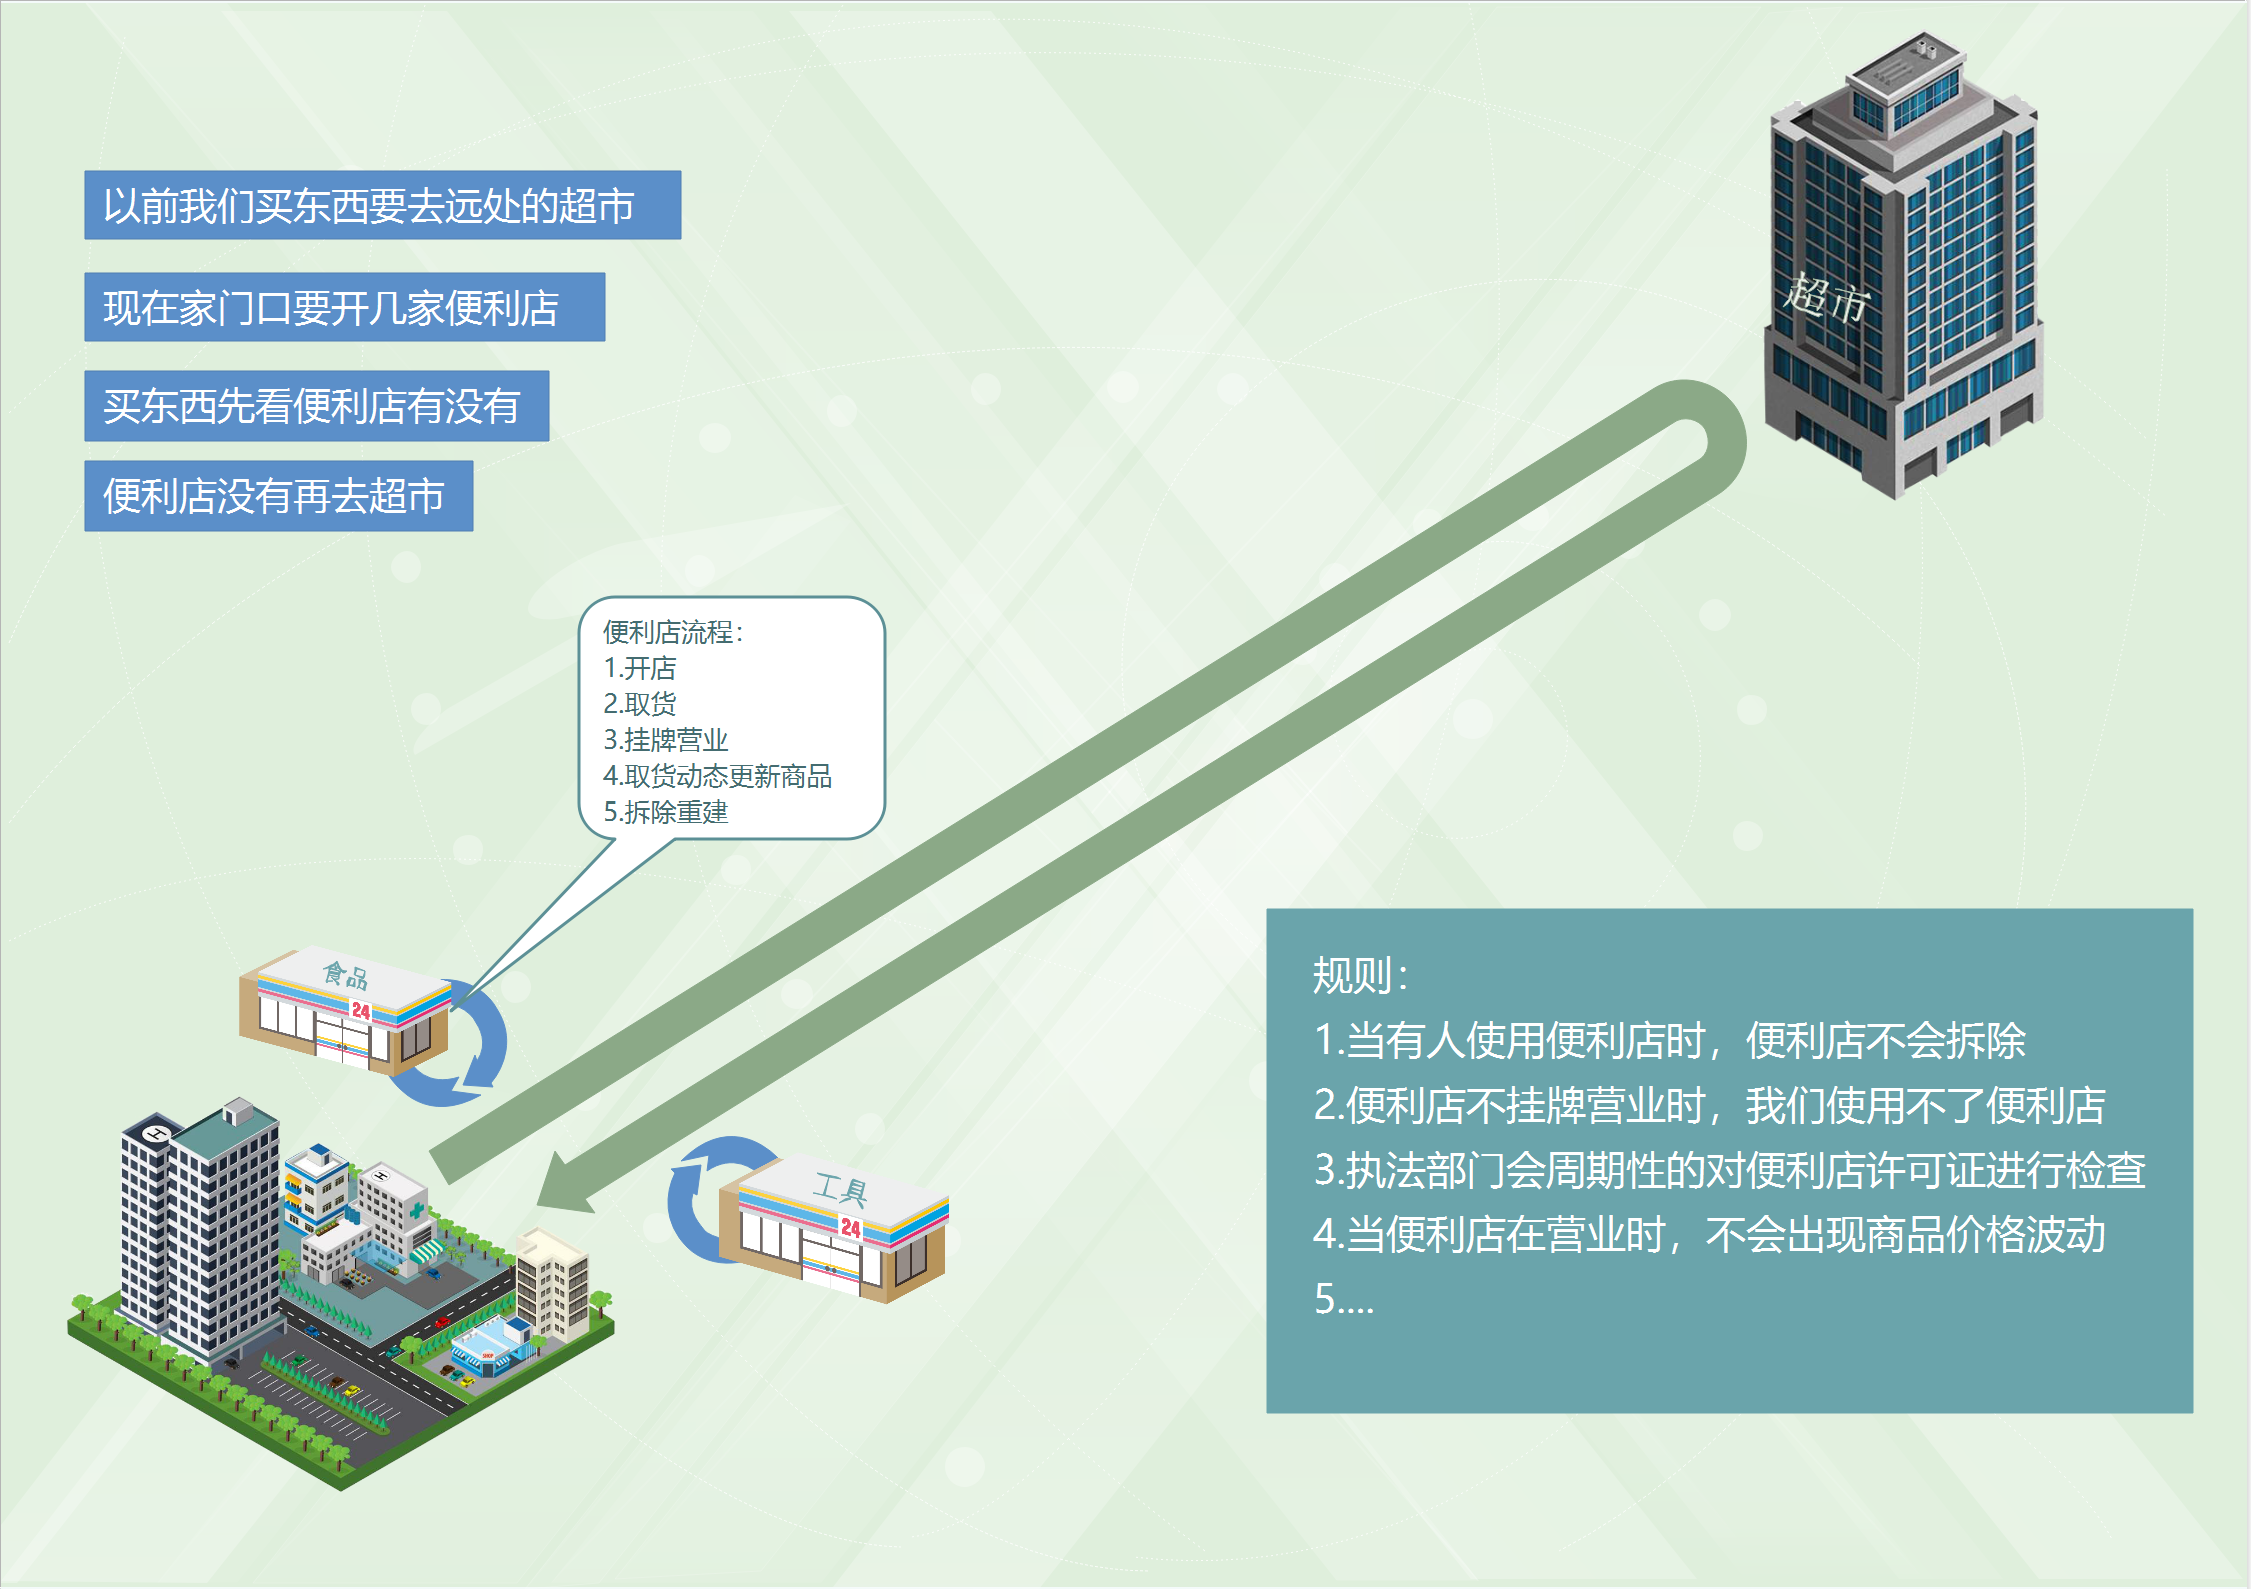 以前我们买东西要去远处的超市
现在家门口要开几家便利店
买东西先看便利店有没有
便利店没有再去超市
超市
便利店流程：
1.开店
2.取货
3.挂牌营业
4.取货动态更新商品
5.拆除重建
食品
24
工具
24
H
H
SHOP
规则：
1.当有人使用便利店时，便利店不会拆除
2.便利店不挂牌营业时，我们使用不了便利店
3.执法部门会周期性的对便利店许可证进行检查
4.当便利店在营业时，不会出现商品价格波动
5....